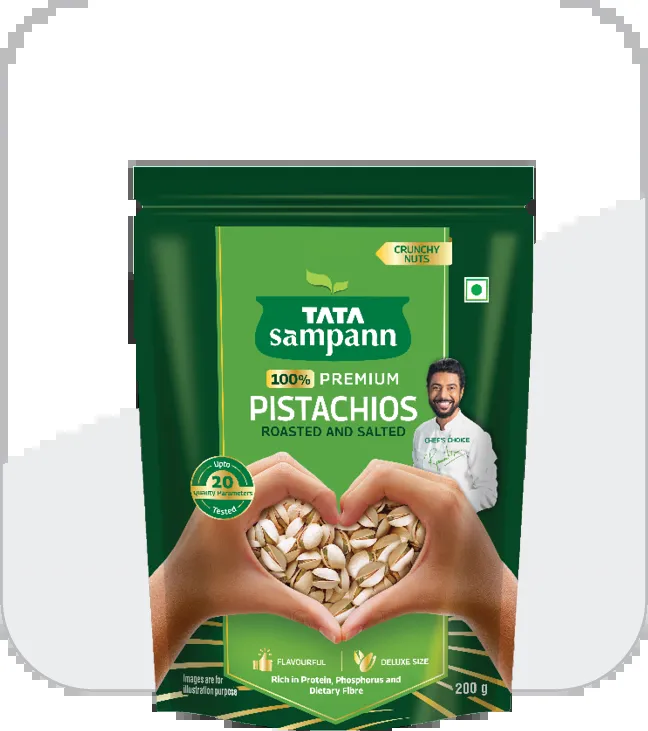 CRUNCHY
NUTS
TATA
sampann
100% PREMIUM
PISTACHIOS
ROASTED AND SALTED
CHEF'S CHOICE
Upto
20
Quality Parameters
Tested
FLAVOURFUL
DELUXE SIZE
Rich in Protein, Phosphorus and
Dietary Fibre
Images are for
illustration purpose
200 g